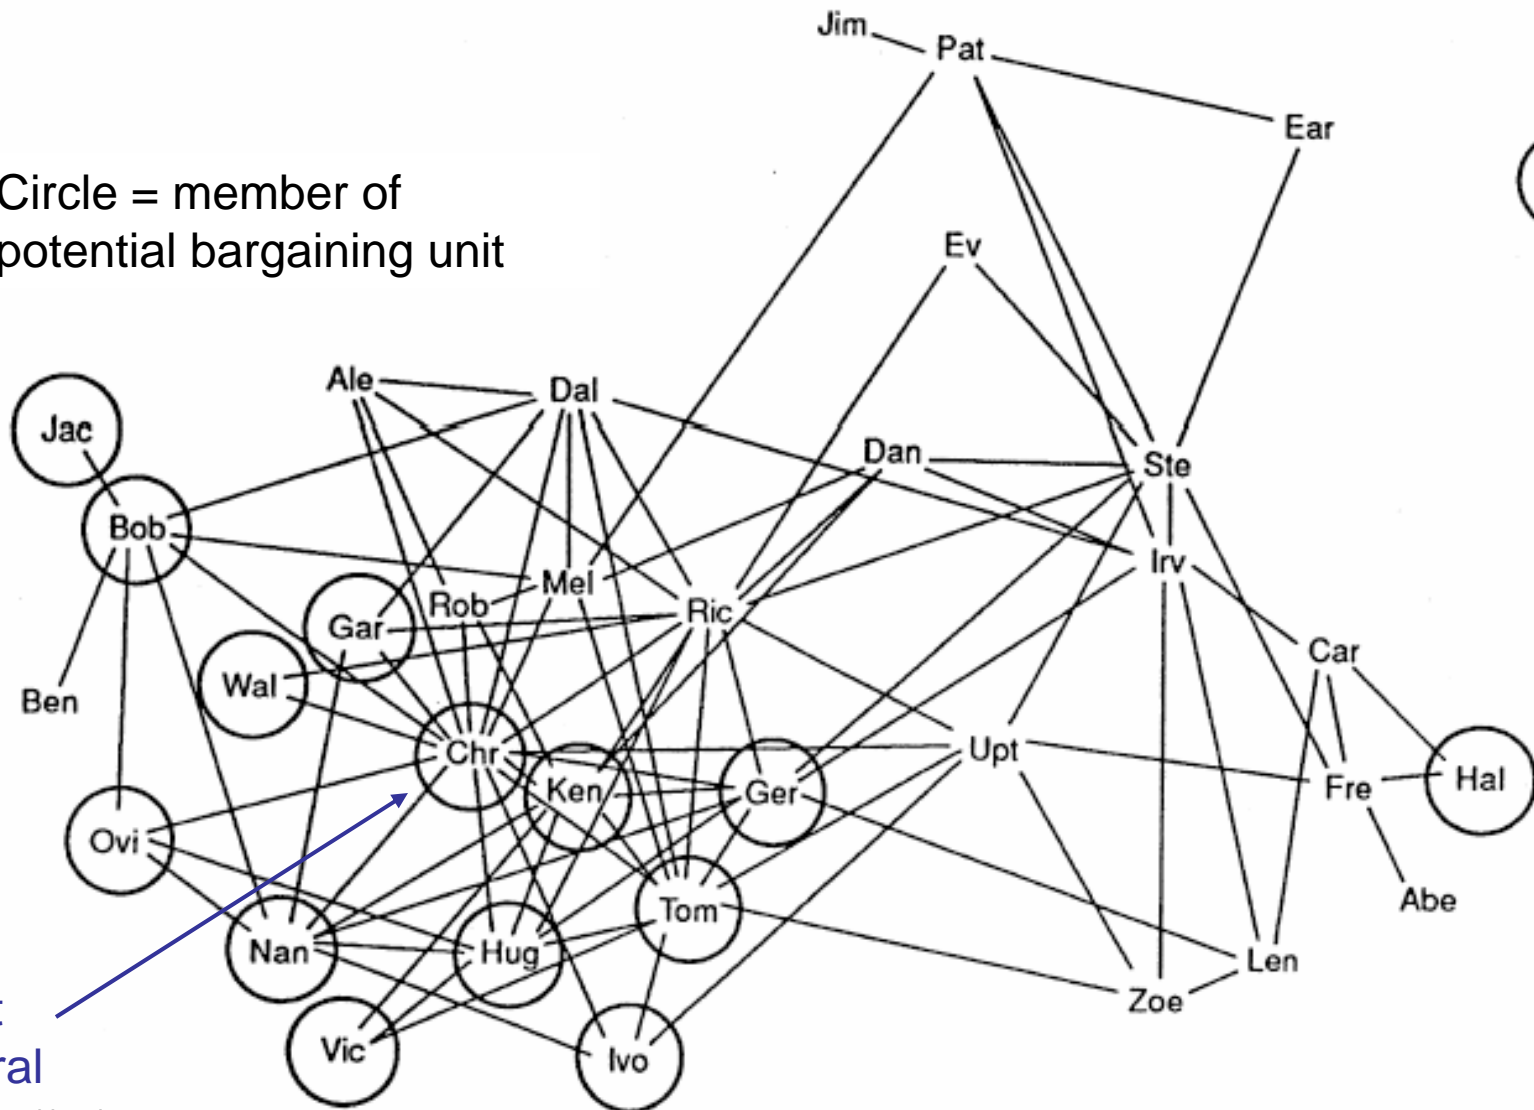 Jim
Pat
Ear
Circle = member of
potential bargaining unit
Ev
Ale
Dal
Jac
Dan
Ste
Bob
Irv
Mel
Rob
Ric
Gar
Car
Wal
Ben
Chr
Upt
Ken
Ger
Fre
Hal
Ovi
Tom
Abe
Nan
Hug
Len
Zoe
ral
Vic
Ivo